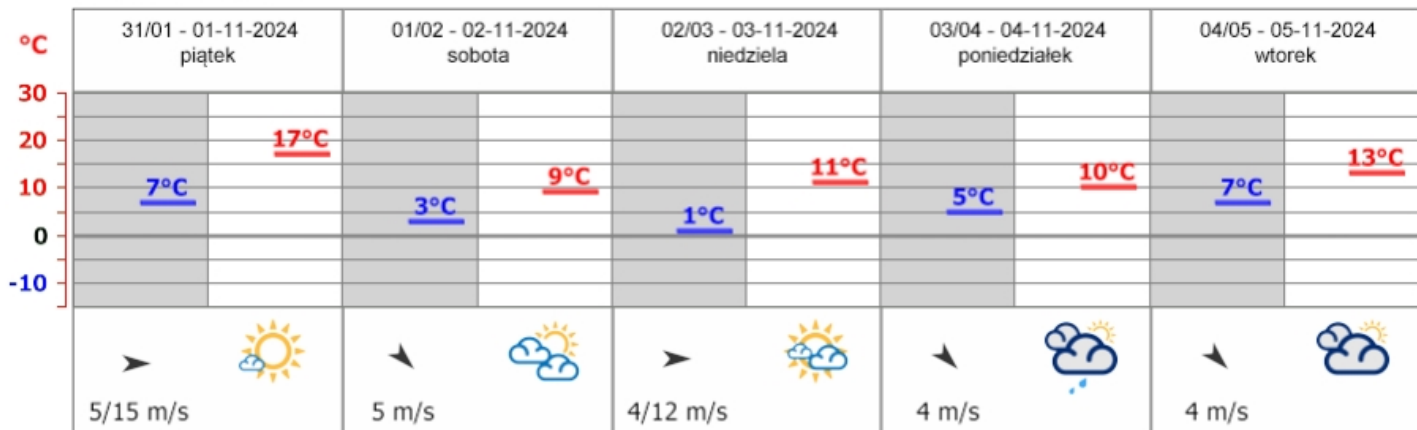 °C
31/01 - 01-11-2024
piątek
01/02 - 02-11-2024
sobota
02/03 - 03-11-2024
niedziela
03/04 - 04-11-2024
poniedziałek
04/05 - 05-11-2024
wtorek
30
20
10
0
-10
7°C
17°C
3°C
9°C
1°C
11°C
5°C
10°C
7°C
13°C
5/15 m/s
5 m/s
4/12 m/s
4 m/s
4 m/s